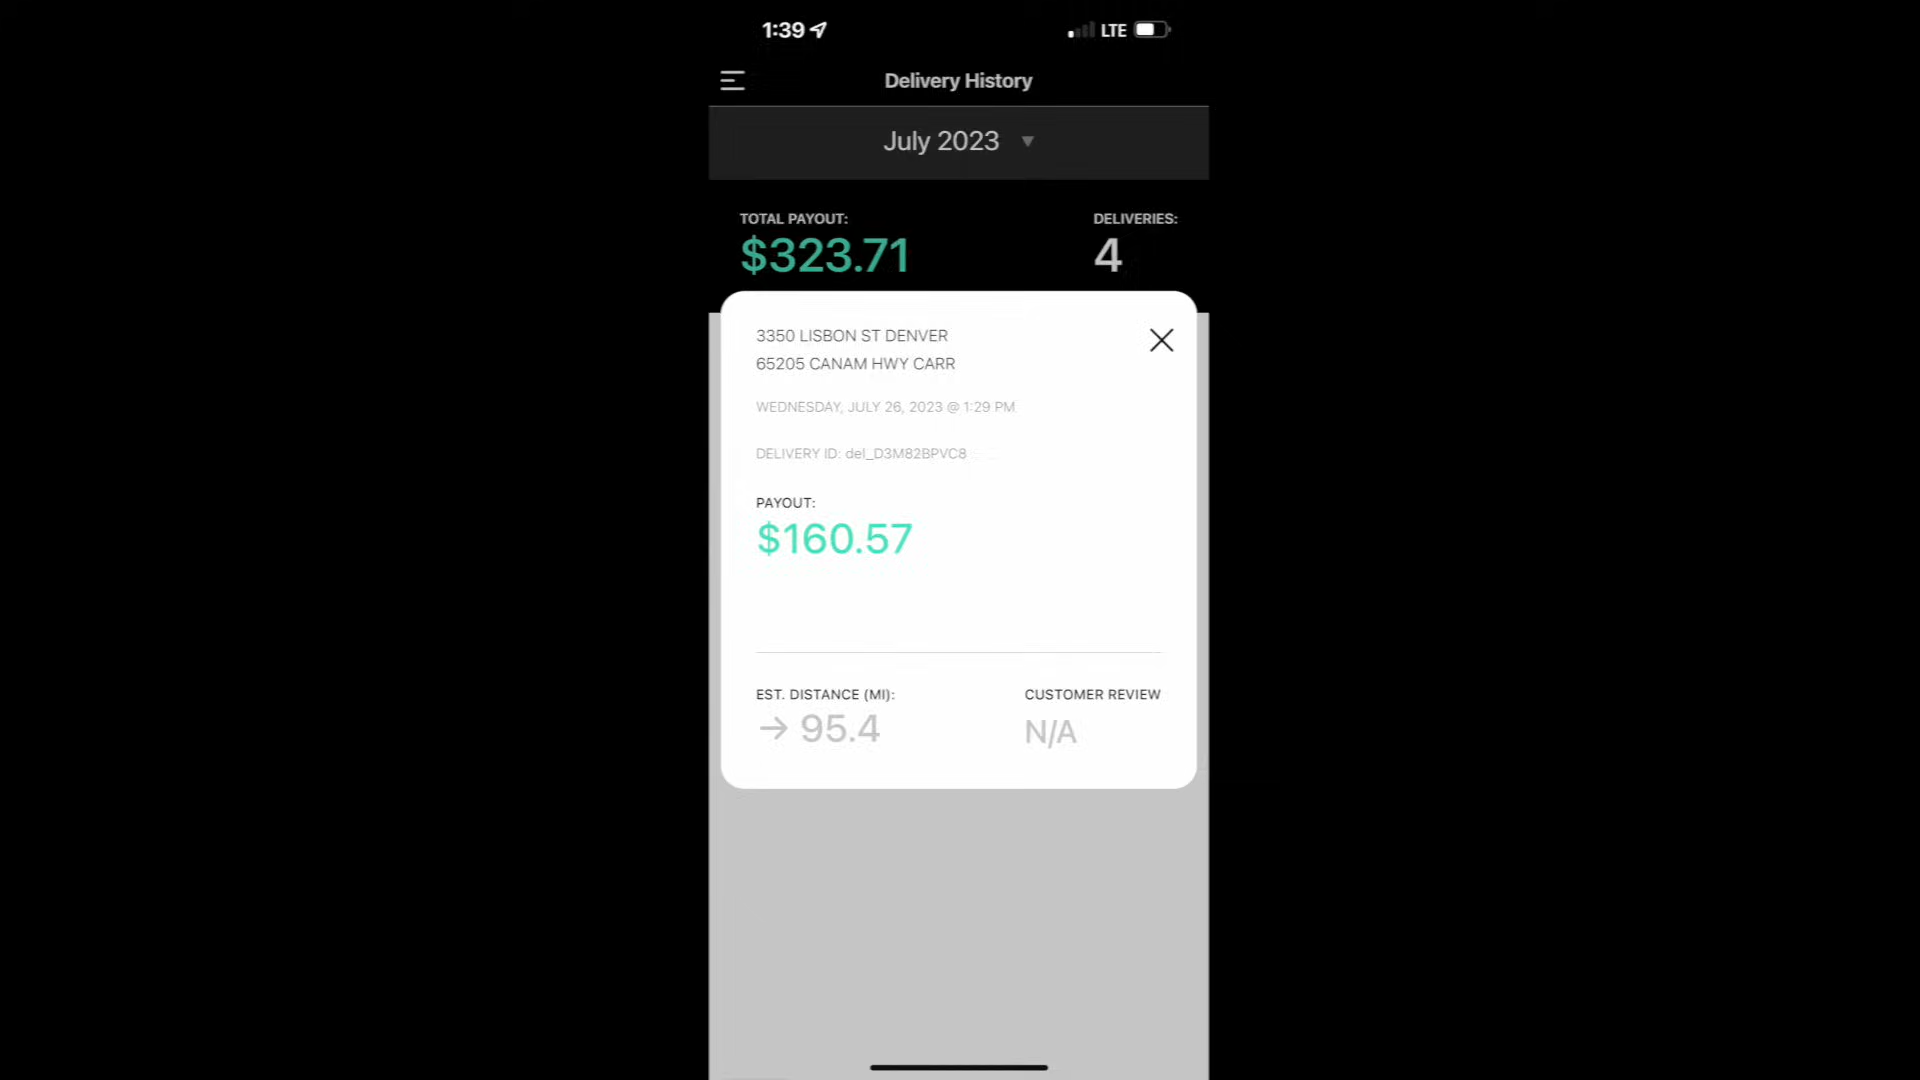 1:39
LTE
Delivery History
July 2023
TOTAL PAYOUT:
DELIVERIES:
$323.71
4
3350 LISBON ST DENVER
65205 CANAM HWY CARR
WEDNESDAY, JULY 26, 2023 @ 1:29 PM
DELIVERY ID: del_D3M82BPVC8
PAYOUT:
$160.57
EST. DISTANCE (MI):
CUSTOMER REVIEW
→ 95.4
N/A